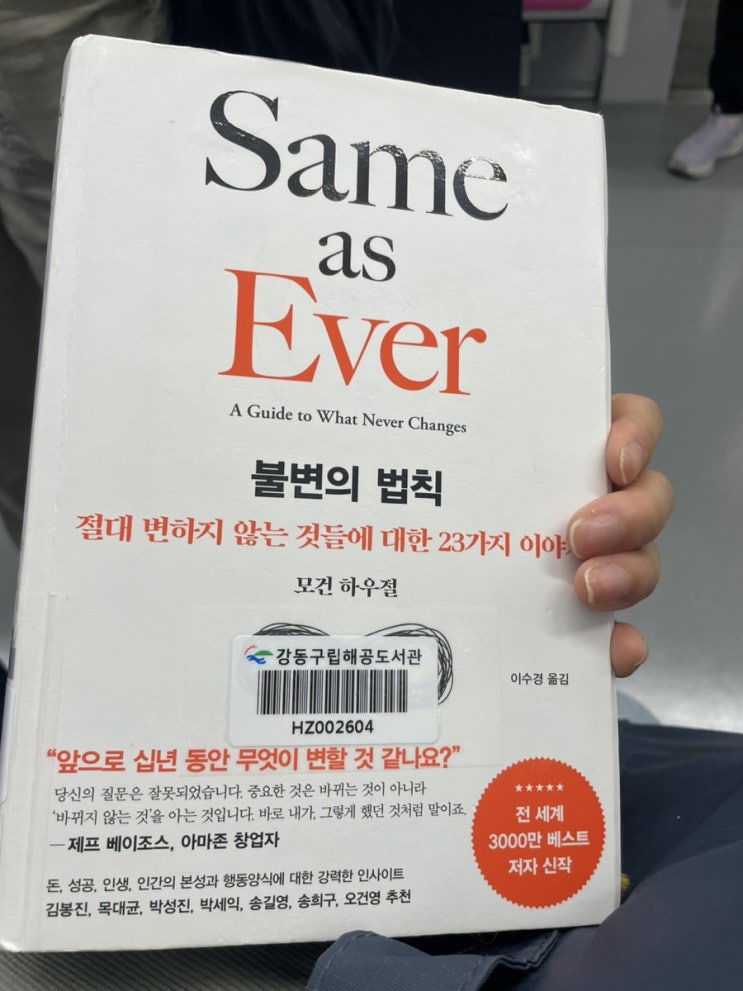 Same
as
Ever
A Guide to What Never Changes
불변의 법칙
절대 변하지 않는 것들에 대한 23가지
모건 하우절
강동구립해공도서관
HZ002604
이수경 옮김
“앞으로 십년 동안 무엇이 변할 것 같나요?”
당신의 질문은 잘못되었습니다. 중요한 것은 바뀌는 것이 아니라
‘바뀌지 않는 것’을 아는 것입니다. 바로 내가, 그렇게 했던 것처럼 말이죠.
— 제프 베이조스, 아마존 창업자
돈, 성공, 인생, 인간의 본성과 행동양식에 대한 강력한 인사이트
김봉진, 목대균, 박성진, 박세익, 송길영, 송희구, 오건영 추천
★★★★★
전 세계
3000만 베스트
저자 신작